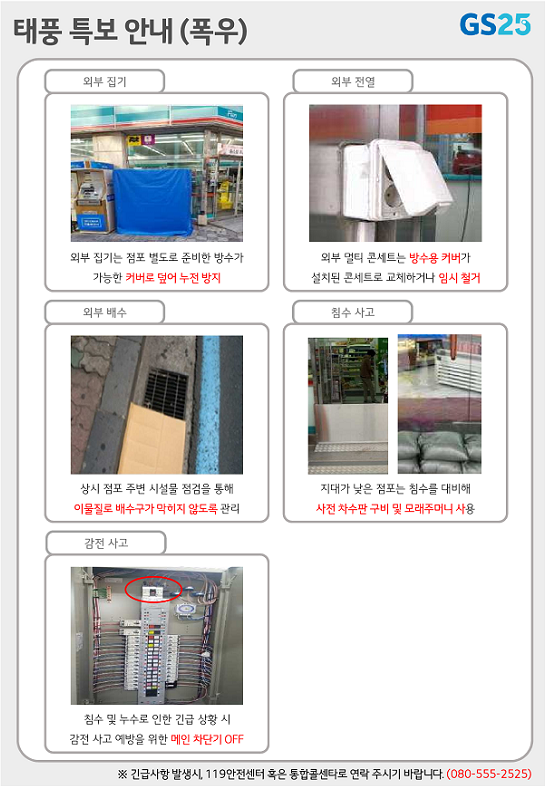 태풍 특보 안내 (폭우)
GS25
외부 집기
외부 전열
외부 집기는 점포 별도로 준비한 방수가
가능한 커버로 덮어 누전 방지
외부 멀티 콘세트는 방수용 커버가
설치된 콘세트로 교체하거나 임시 철거
외부 배수
침수 사고
상시 점포 주변 시설물 점검을 통해
이물질로 배수구가 막히지 않도록 관리
지대가 낮은 점포는 침수를 대비해
사전 차수판 구비 및 모래주머니 사용
감전 사고
침수 및 누수로 인한 긴급 상황 시
감전 사고 예방을 위한 메인 차단기 OFF
※ 긴급사항 발생시, 119안전센터 혹은 통합콜센타로 연락 주시기 바랍니다. (080-555-2525)